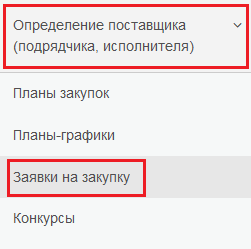 Определение поставщика
(подрядчика, исполнителя)
Планы закупок
Планы-графики
Заявки на закупку
Конкурсы